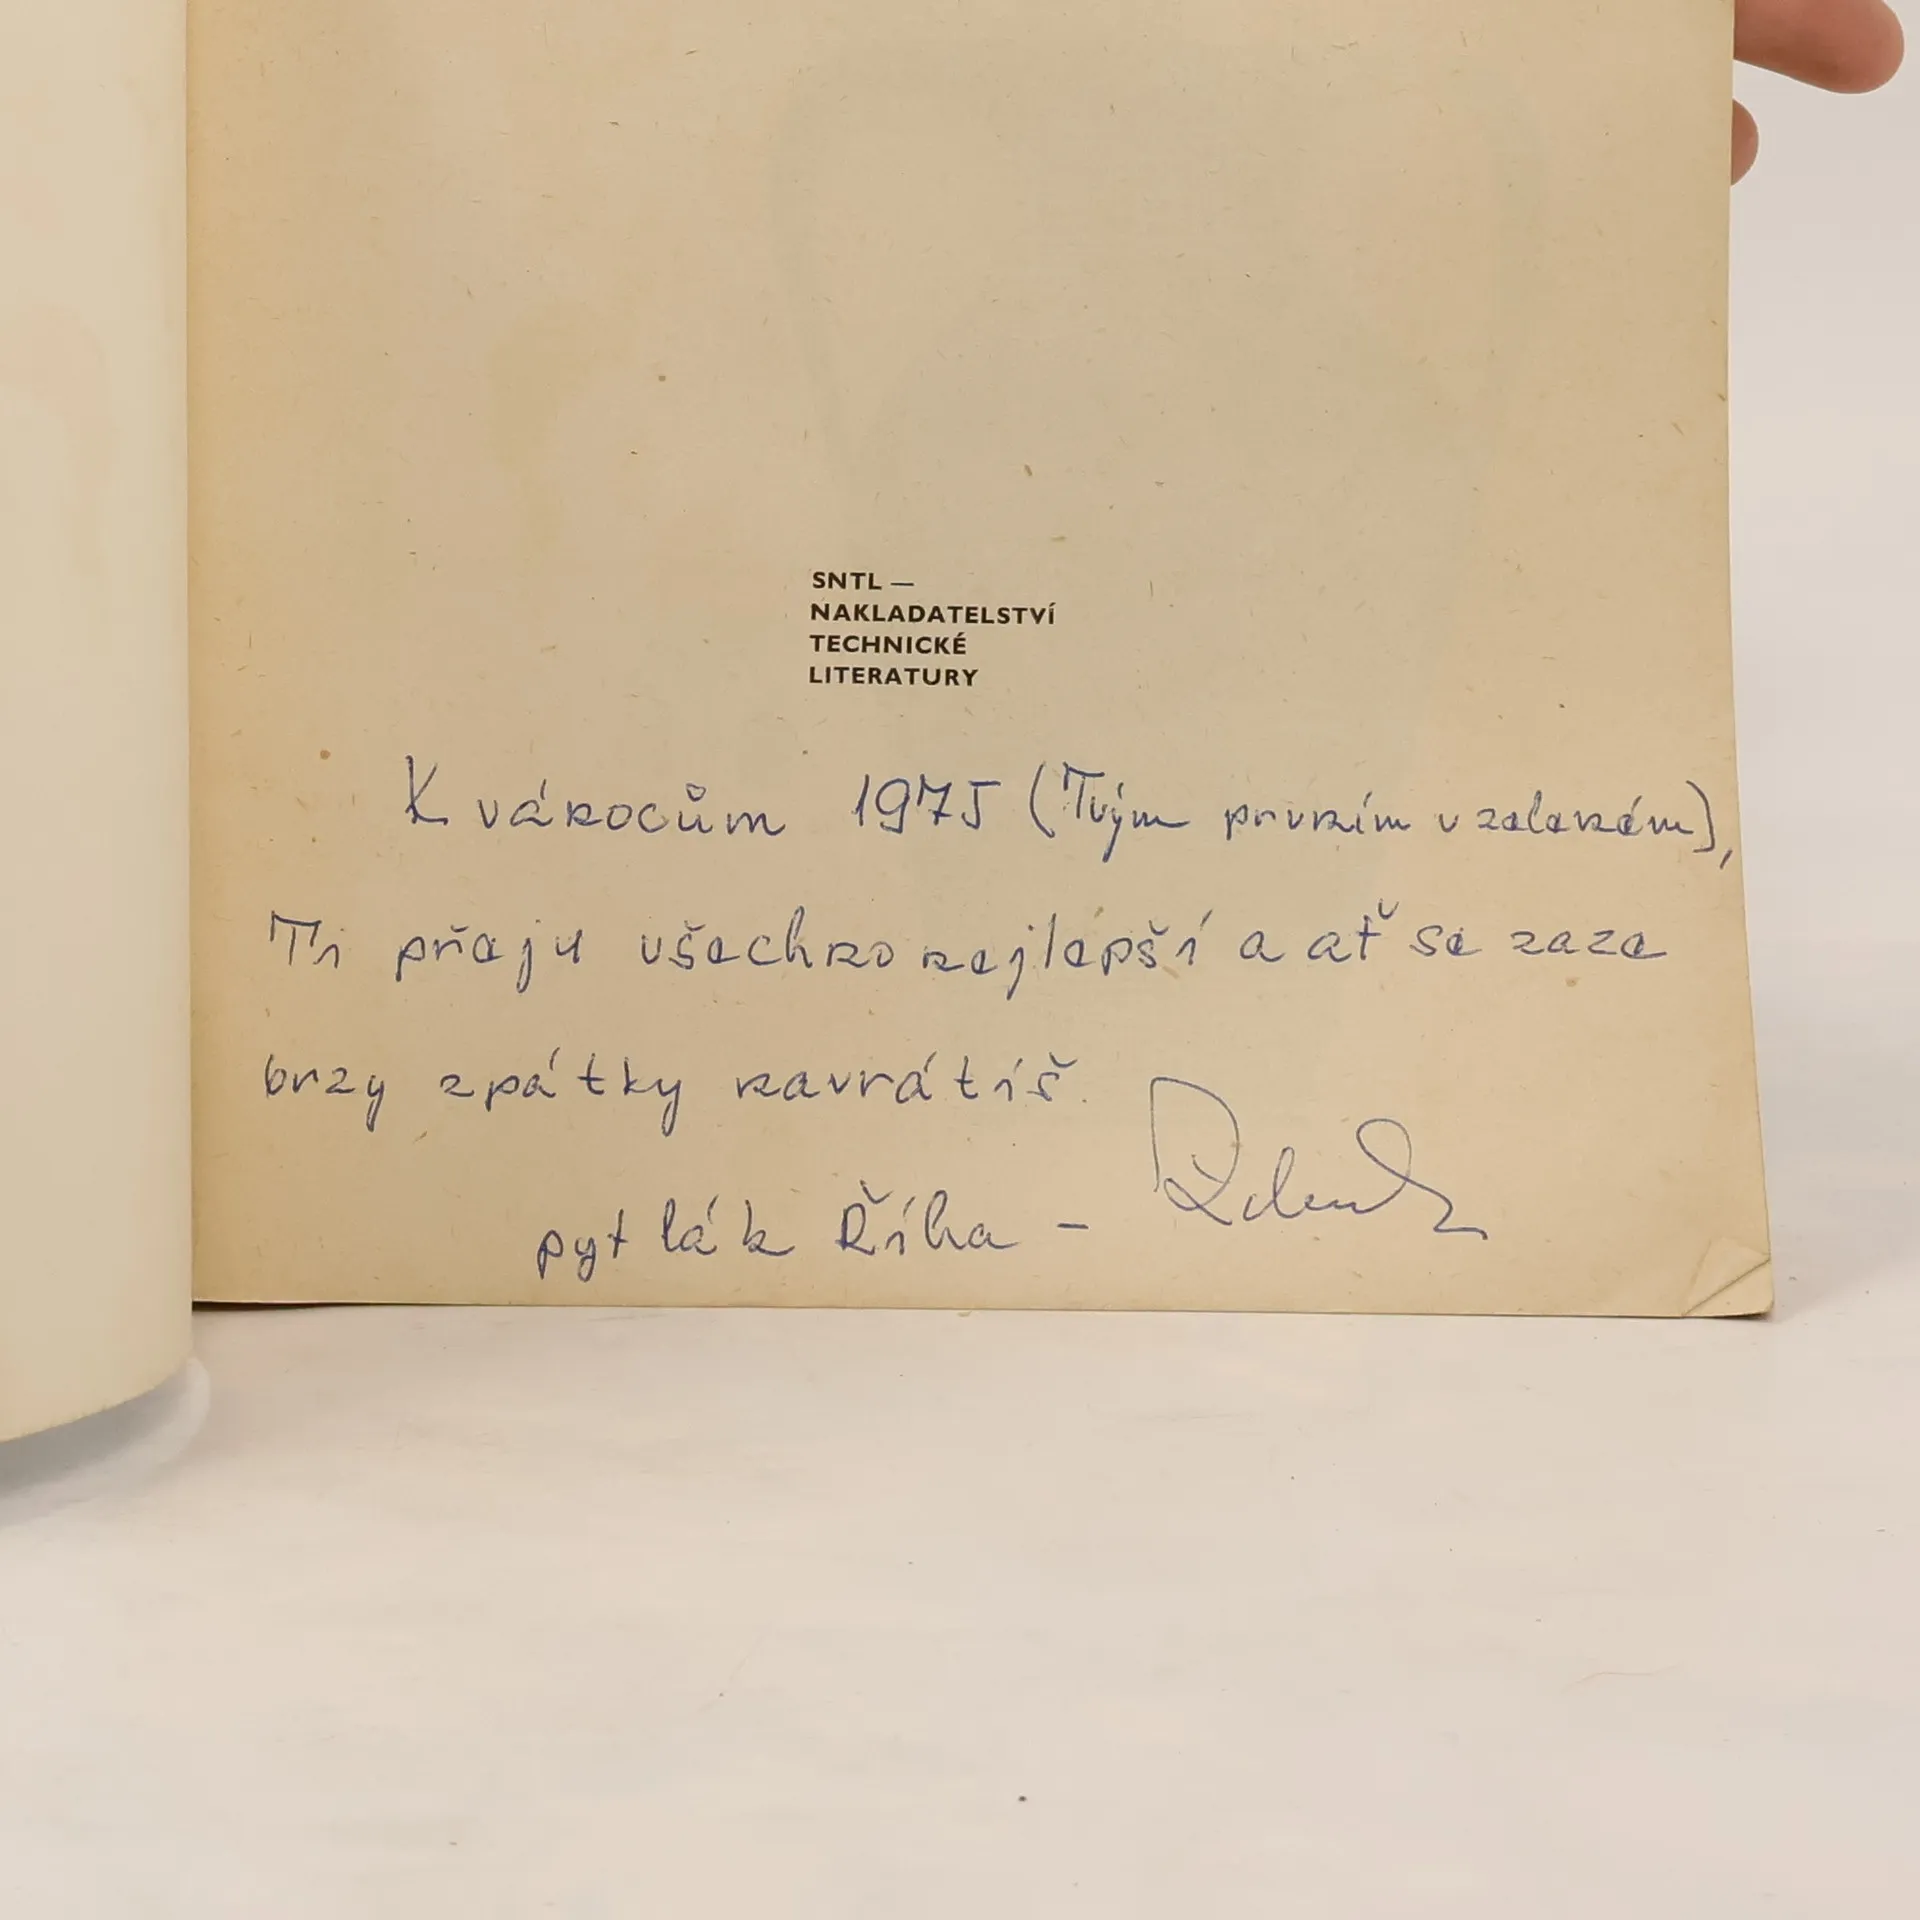 SNTL —
NAKLADATELSTVÍ
TECHNICKÉ
LITERATURY
K vánocům 1975 (Tvým prvním v zeleném),
Ti přeju všechno nejlepší a ať se zase
brzy zpátky navrátíš.
pytlák Říha - Zdeněk